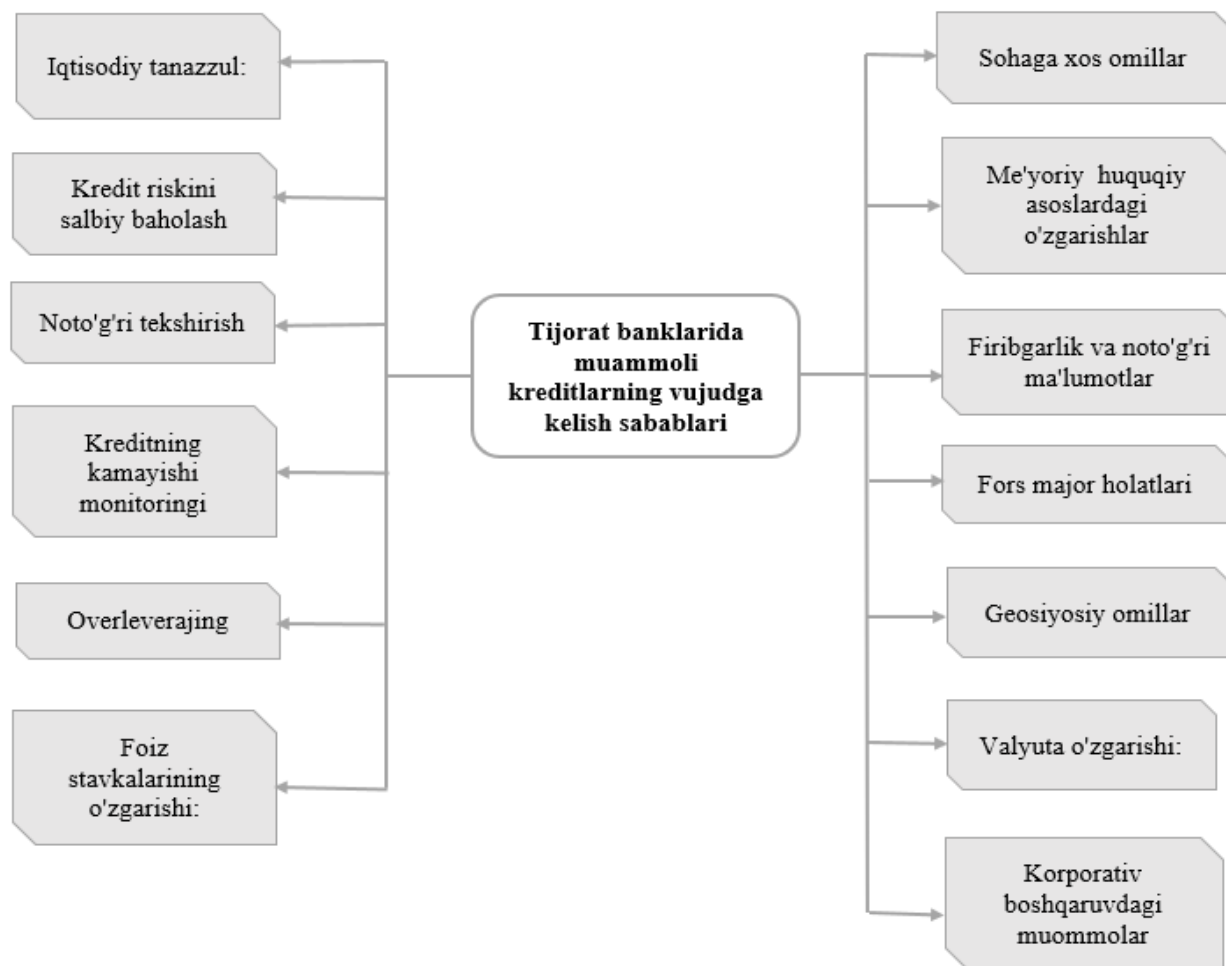 Iqtisodiy tanazzul:
Kredit riskini
salbiy baholash
Noto'g'ri tekshirish
Kreditning
kamayishi
monitoringi
Overleverajing
Foiz
stavkalarining
o'zgarishi:
Tijorat banklarida
muammoli
kreditlarning vujudga
kelish sabablari
Sohaga xos omillar
Me'yoriy huquqiy
asoslardagi
o'zgarishlar
Firibgarlik va noto'g'ri
ma'lumotlar
Fors major holatlari
Geosiyosiy omillar
Valyuta o'zgarishi:
Korporativ
boshqaruvdagi
muommolar